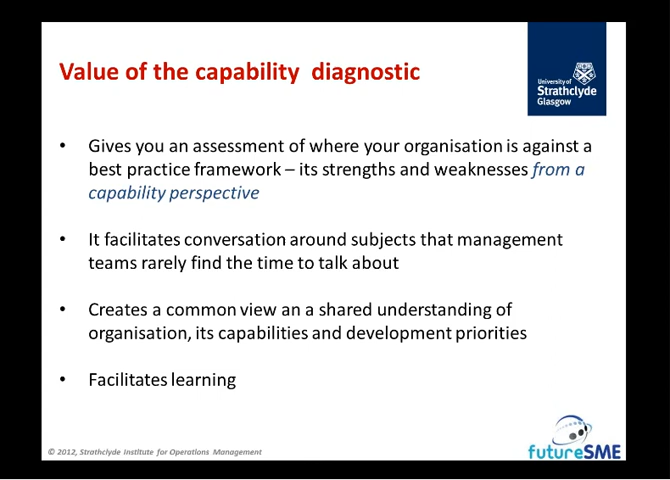 Value of the capability diagnostic
University of
Strathclyde
Glasgow
• Gives you an assessment of where your organisation is against a
best practice framework – its strengths and weaknesses from a
capability perspective
• It facilitates conversation around subjects that management
teams rarely find the time to talk about
• Creates a common view an a shared understanding of
organisation, its capabilities and development priorities
• Facilitates learning
© 2012, Strathclyde Institute for Operations Management
futureSME